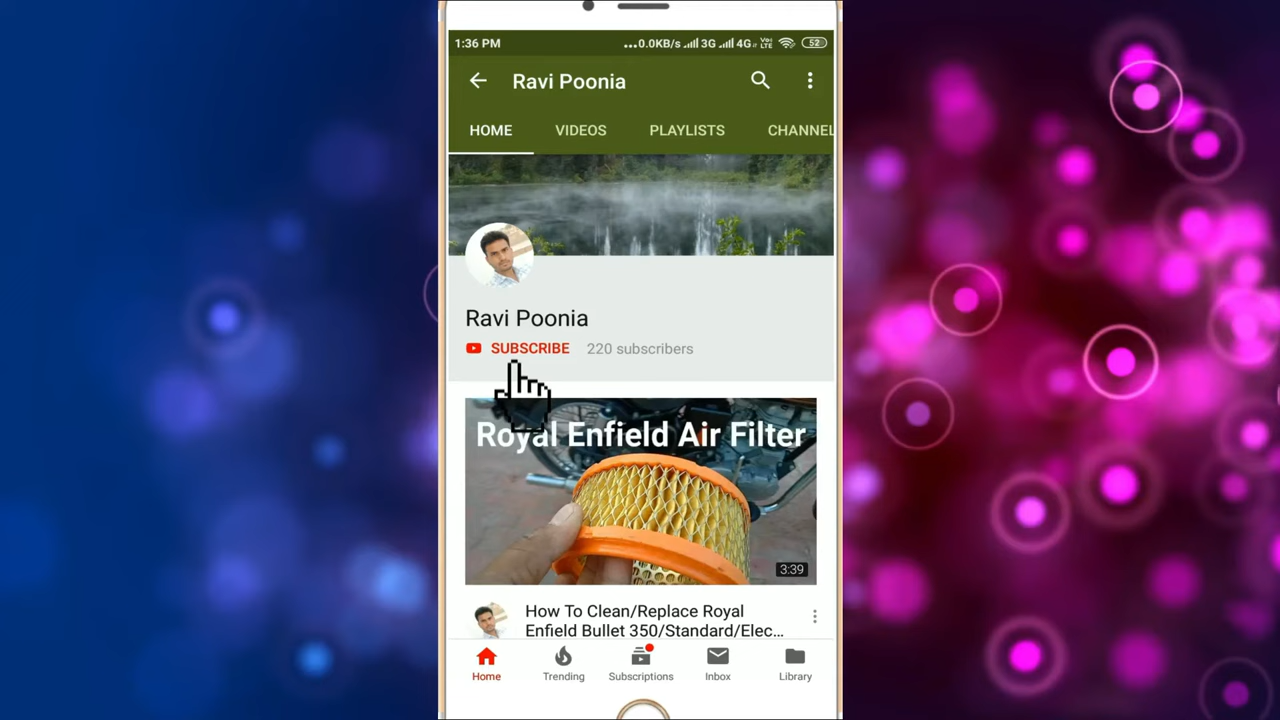 1:36 PM ...0.0KB/s 3G 4G Vo LTE 52
Ravi Poonia
HOME VIDEOS PLAYLISTS CHANNEL
Ravi Poonia
SUBSCRIBE 220 subscribers
Royal Enfield Air Filter
3:39
How To Clean/Replace Royal
Enfield Bullet 350/Standard/Elec...
Home Trending Subscriptions Inbox Library